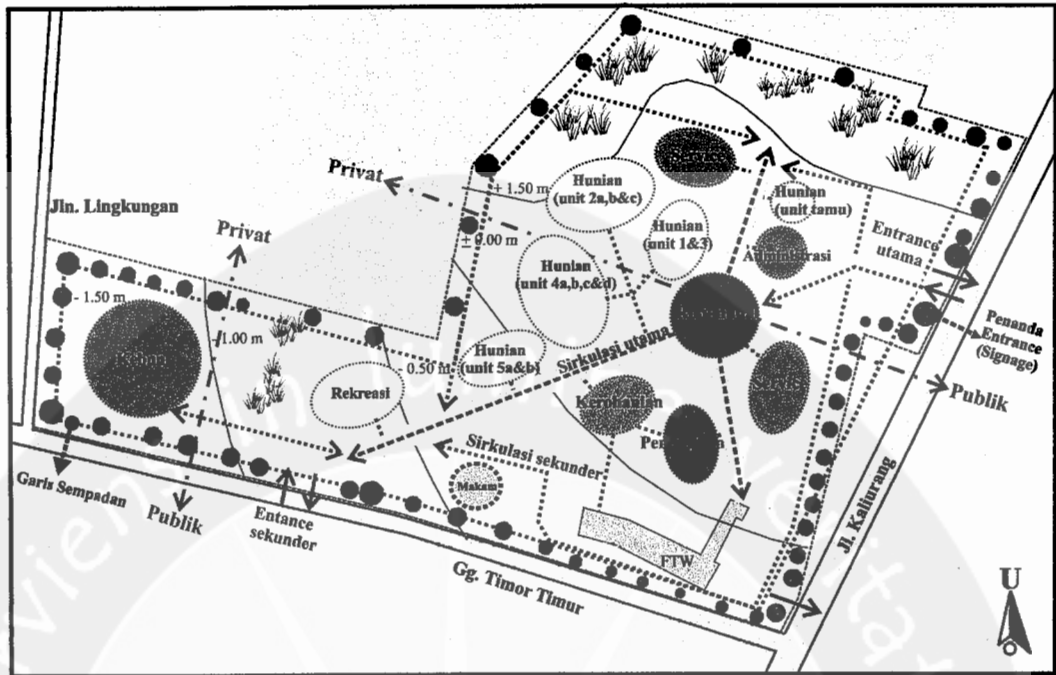 Privat
Service
Hunian
(unit 2a,b&c)
+ 1.50 m
Hunian
(unit tamu)
Jln. Lingkungan
Privat
± 0.00 m
Hunian
(unit 1&3)
Entrance
utama
Administrasi
Hunian
(unit 4a,b,c&d)
- 1.50 m
Kebun
- 1.00 m
- 0.50 m
Hunian
(unit 5a&b)
Sirkulasi utama
Penanda
Entrance
(Signage)
Servis
Rekreasi
Kerohanian
Publik
Sirkulasi sekunder
Makam
Garis Sempadan
Publik
Entance
sekunder
FTW
Jl. Kaliurang
Gg. Timor Timur
U